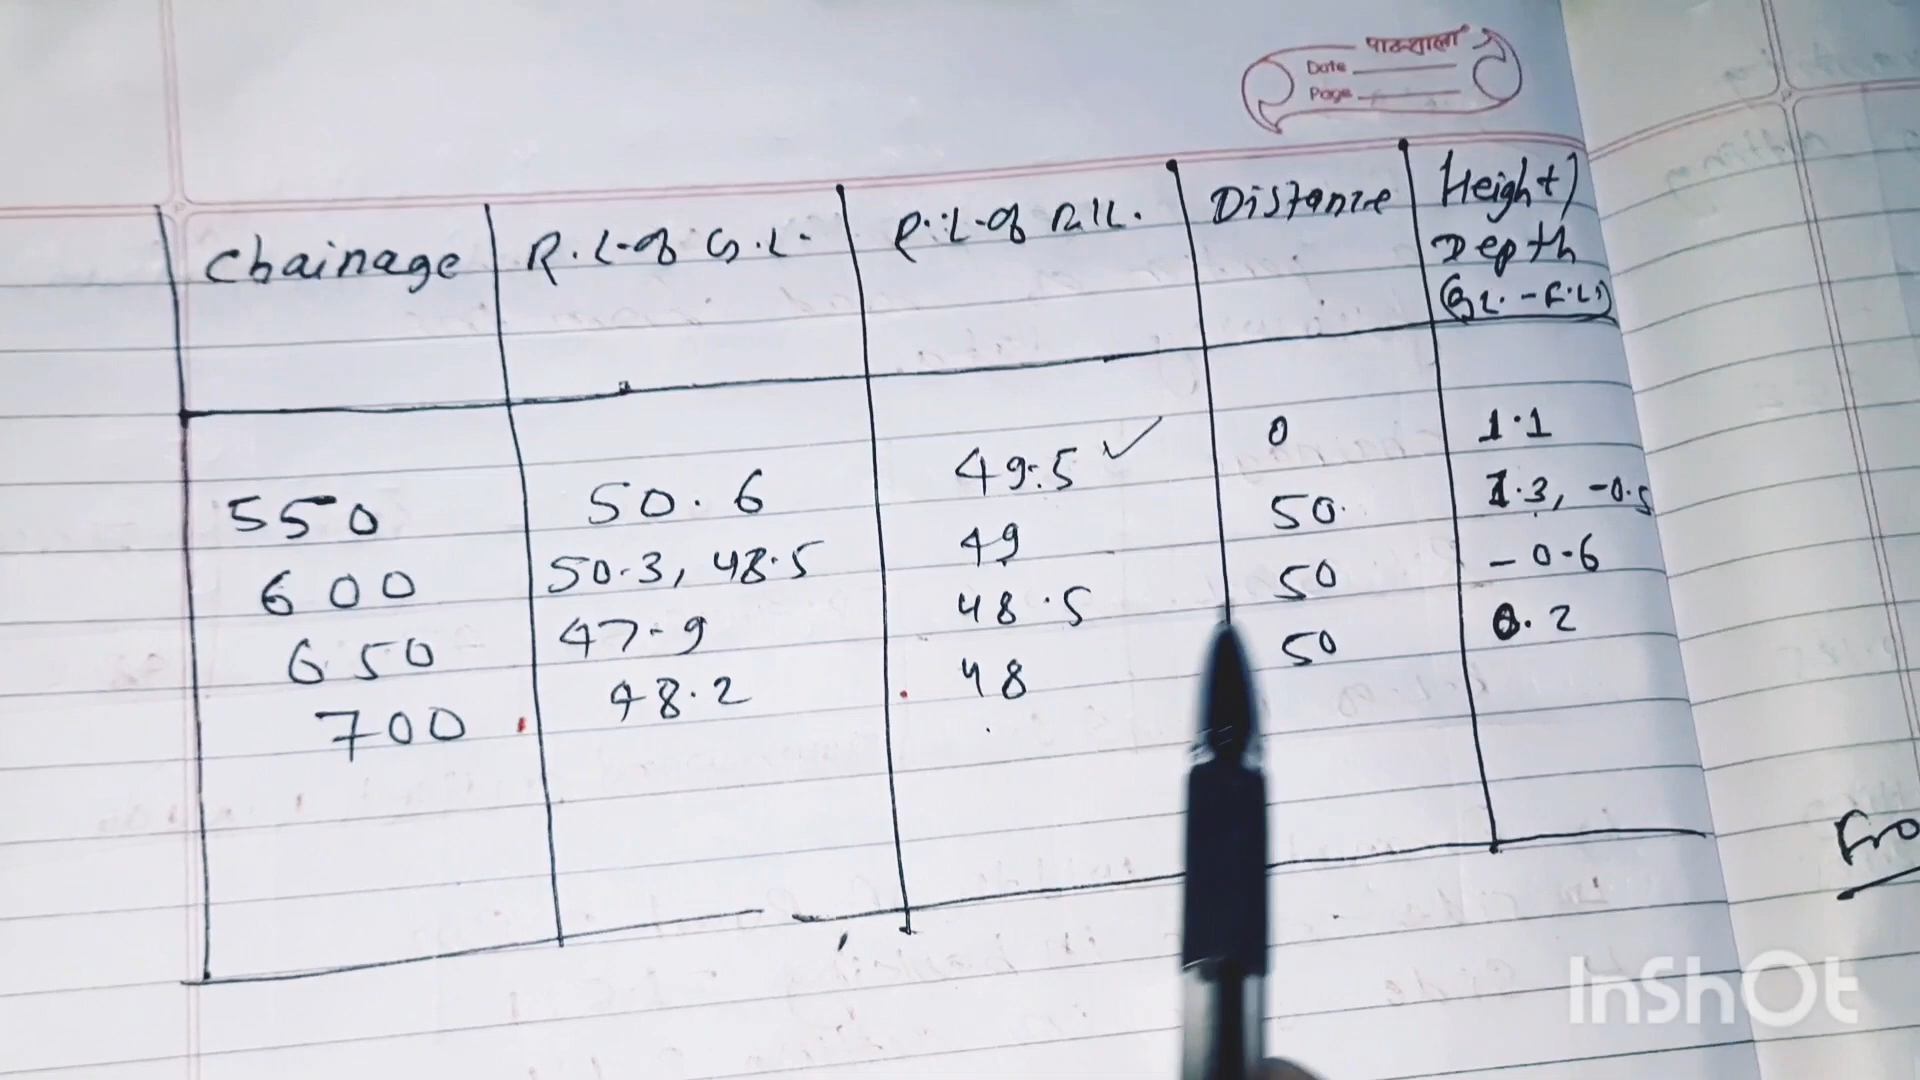 पाठशाला
Date
Page
Chainage R.L. of G.L. R.L. of F.L. Distance Height/
Depth
(G.L. - F.L.)
550 50.6 49.5 ✓ 0 1.1
600 50.3, 48.5 49 50 1.3, -0.5
650 47.9 48.5 50 -0.6
700 48.2 48 50 0.2
Fro
InShOt